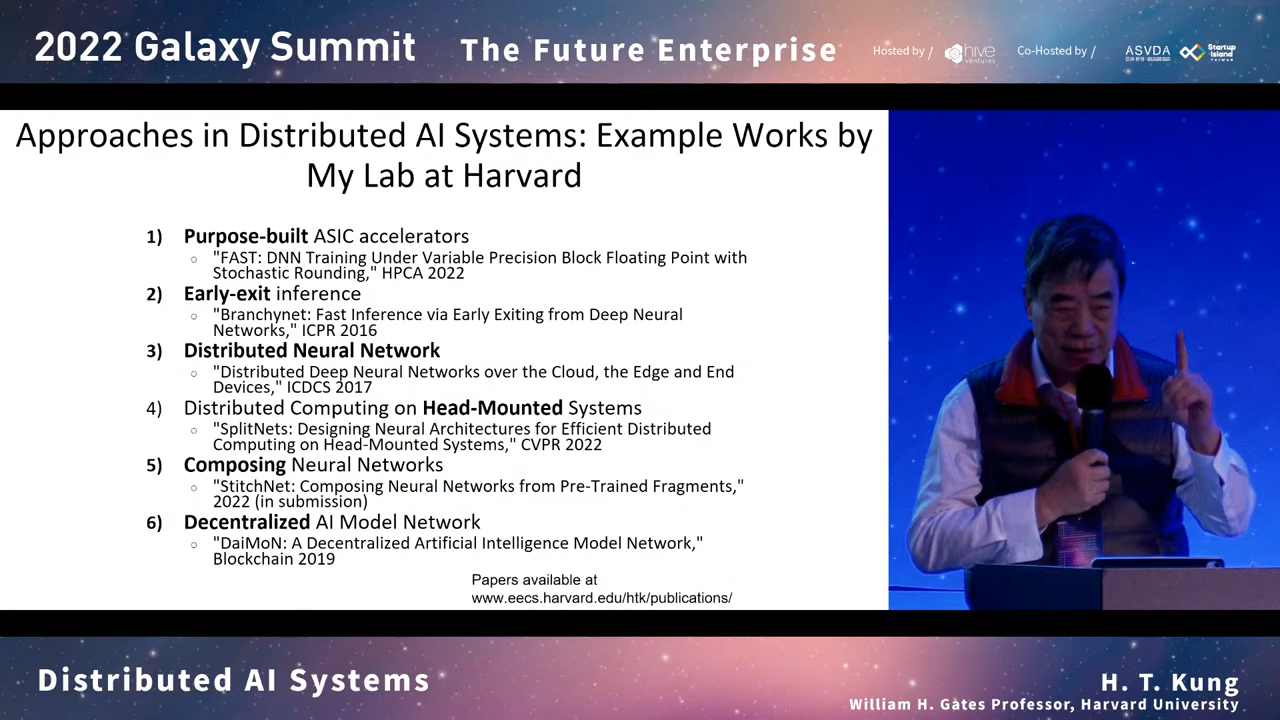 2022 Galaxy Summit The Future Enterprise Hosted by / hive ventures Co-Hosted by / ASVDA Startup Island TAIWAN
Approaches in Distributed AI Systems: Example Works by
My Lab at Harvard
1) Purpose-built ASIC accelerators
○ "FAST: DNN Training Under Variable Precision Block Floating Point with
Stochastic Rounding," HPCA 2022
2) Early-exit inference
○ "Branchynet: Fast Inference via Early Exiting from Deep Neural
Networks," ICPR 2016
3) Distributed Neural Network
○ "Distributed Deep Neural Networks over the Cloud, the Edge and End
Devices," ICDCS 2017
4) Distributed Computing on Head-Mounted Systems
○ "SplitNets: Designing Neural Architectures for Efficient Distributed
Computing on Head-Mounted Systems," CVPR 2022
5) Composing Neural Networks
○ "StitchNet: Composing Neural Networks from Pre-Trained Fragments,"
2022 (in submission)
6) Decentralized AI Model Network
○ "DaiMoN: A Decentralized Artificial Intelligence Model Network,"
Blockchain 2019
Papers available at
www.eecs.harvard.edu/htk/publications/
Distributed AI Systems
H. T. Kung
William H. Gates Professor, Harvard University